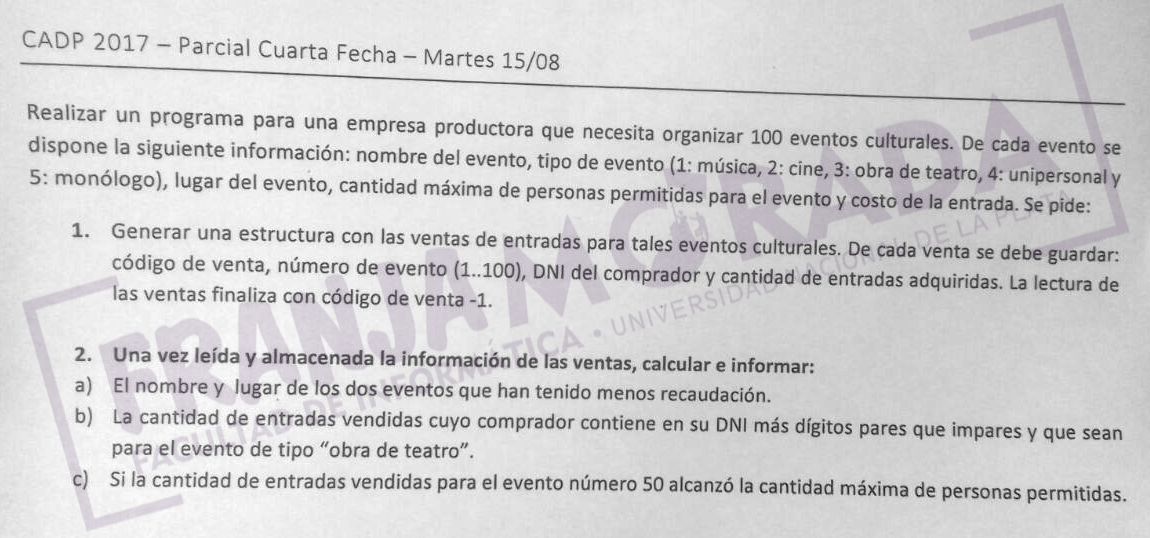 CADP 2017 – Parcial Cuarta Fecha – Martes 15/08
Realizar un programa para una empresa productora que necesita organizar 100 eventos culturales. De cada evento se
dispone la siguiente información: nombre del evento, tipo de evento (1: música, 2: cine, 3: obra de teatro, 4: unipersonal y
5: monólogo), lugar del evento, cantidad máxima de personas permitidas para el evento y costo de la entrada. Se pide:
1. Generar una estructura con las ventas de entradas para tales eventos culturales. De cada venta se debe guardar:
código de venta, número de evento (1..100), DNI del comprador y cantidad de entradas adquiridas. La lectura de
las ventas finaliza con código de venta -1.
2. Una vez leída y almacenada la información de las ventas, calcular e informar:
a) El nombre y lugar de los dos eventos que han tenido menos recaudación.
b) La cantidad de entradas vendidas cuyo comprador contiene en su DNI más dígitos pares que impares y que sean
para el evento de tipo “obra de teatro”.
c) Si la cantidad de entradas vendidas para el evento número 50 alcanzó la cantidad máxima de personas permitidas.
FRANJA MORADA
FACULTAD DE INFORMÁTICA • UNIVERSIDAD NACIONAL DE LA PLATA